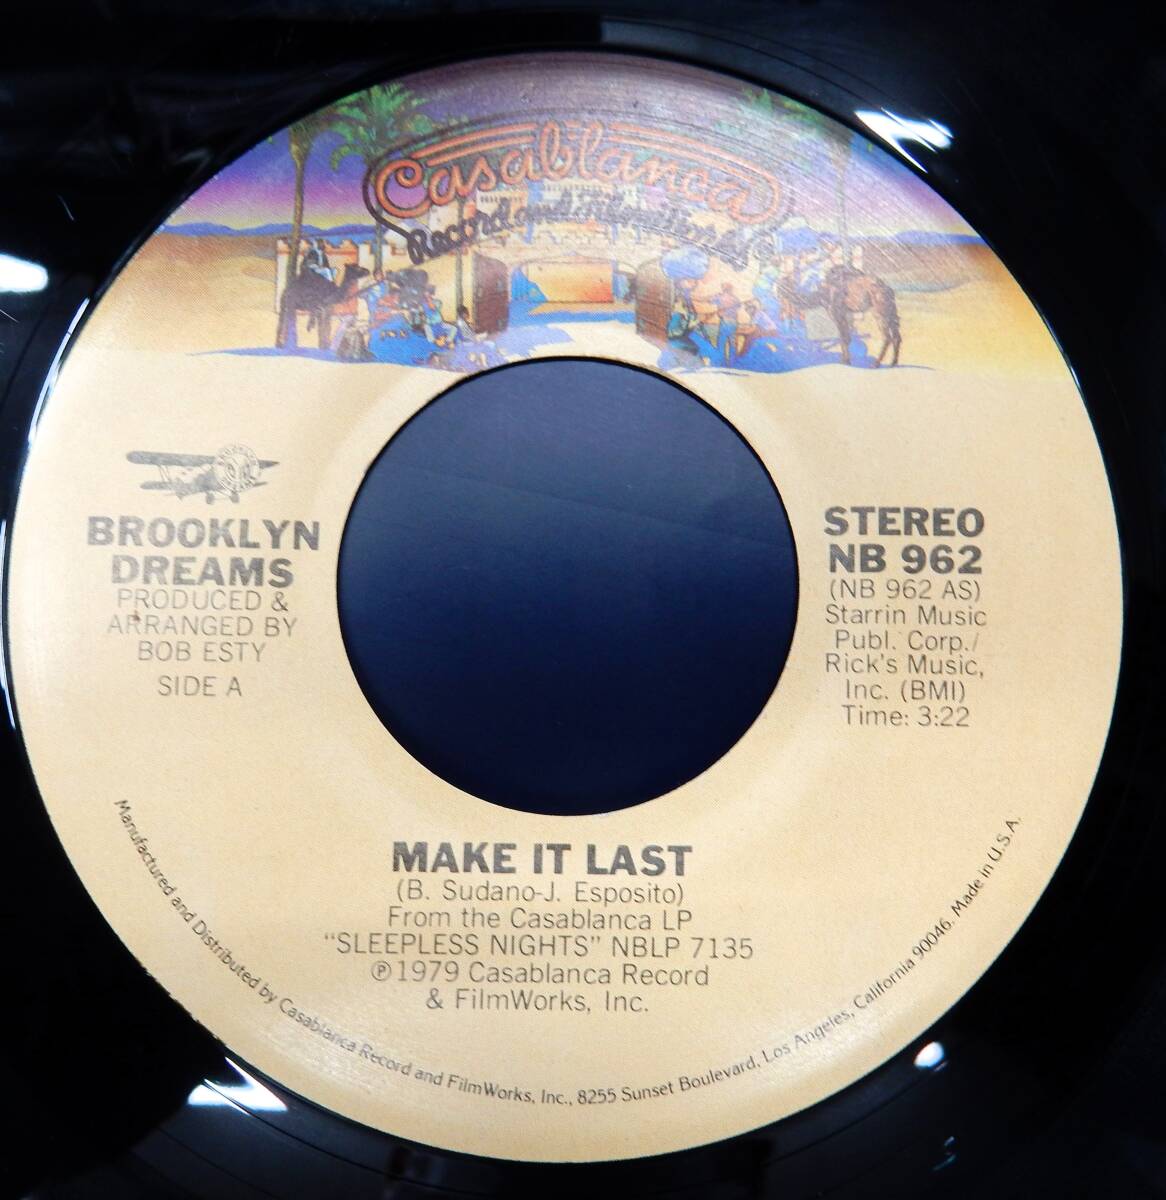 Casablanca
Record and FilmWorks
BROOKLYN
DREAMS
PRODUCED &
ARRANGED BY
BOB ESTY
SIDE A
STEREO
NB 962
(NB 962 AS)
Starrin Music
Publ. Corp./
Rick's Music,
Inc. (BMI)
Time: 3:22
MAKE IT LAST
(B. Sudano-J. Esposito)
From the Casablanca LP
“SLEEPLESS NIGHTS” NBLP 7135
℗1979 Casablanca Record
& FilmWorks, Inc.
Manufactured and Distributed by Casablanca Record and FilmWorks, Inc., 8255 Sunset Boulevard, Los Angeles, California 90046. Made in U.S.A.